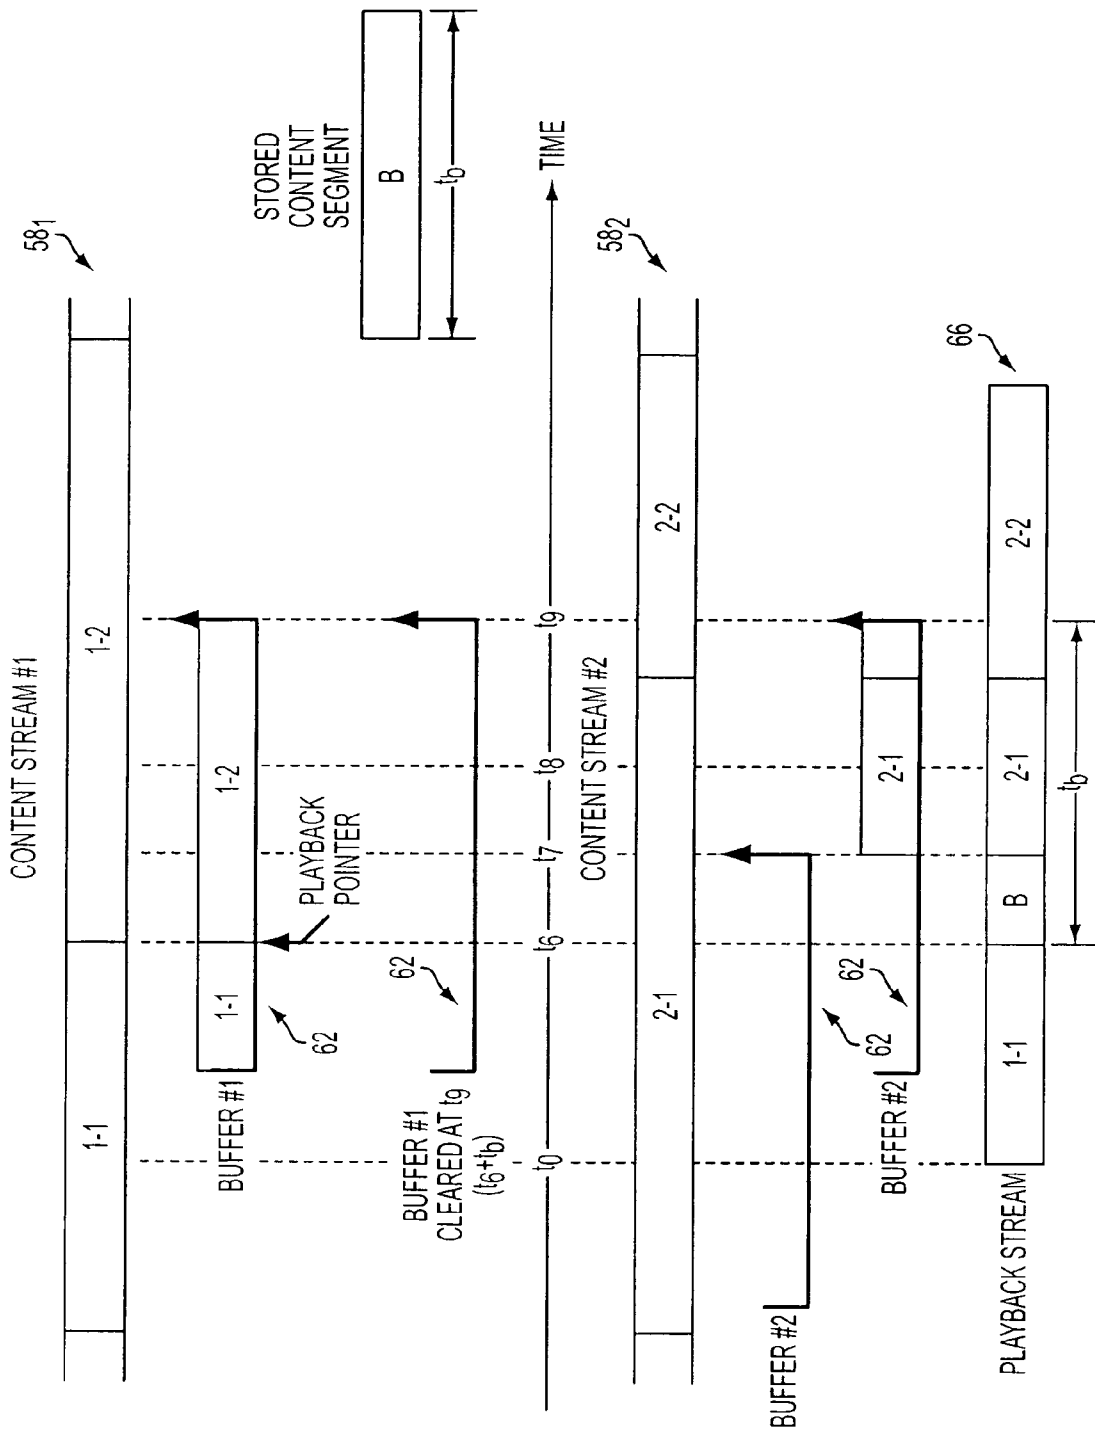 CONTENT STREAM #1
58₁
1-1
1-2
BUFFER #1
1-1
1-2
62
PLAYBACK
POINTER
STORED
CONTENT
SEGMENT
B
t_b
BUFFER #1
CLEARED AT t₉
(t₆+t_b)
62
t₀
t₆
t₇
t₈
t₉
TIME
CONTENT STREAM #2
58₂
2-1
2-2
BUFFER #2
62
BUFFER #2
62
2-1
PLAYBACK STREAM
66
1-1
B
2-1
2-2
t_b